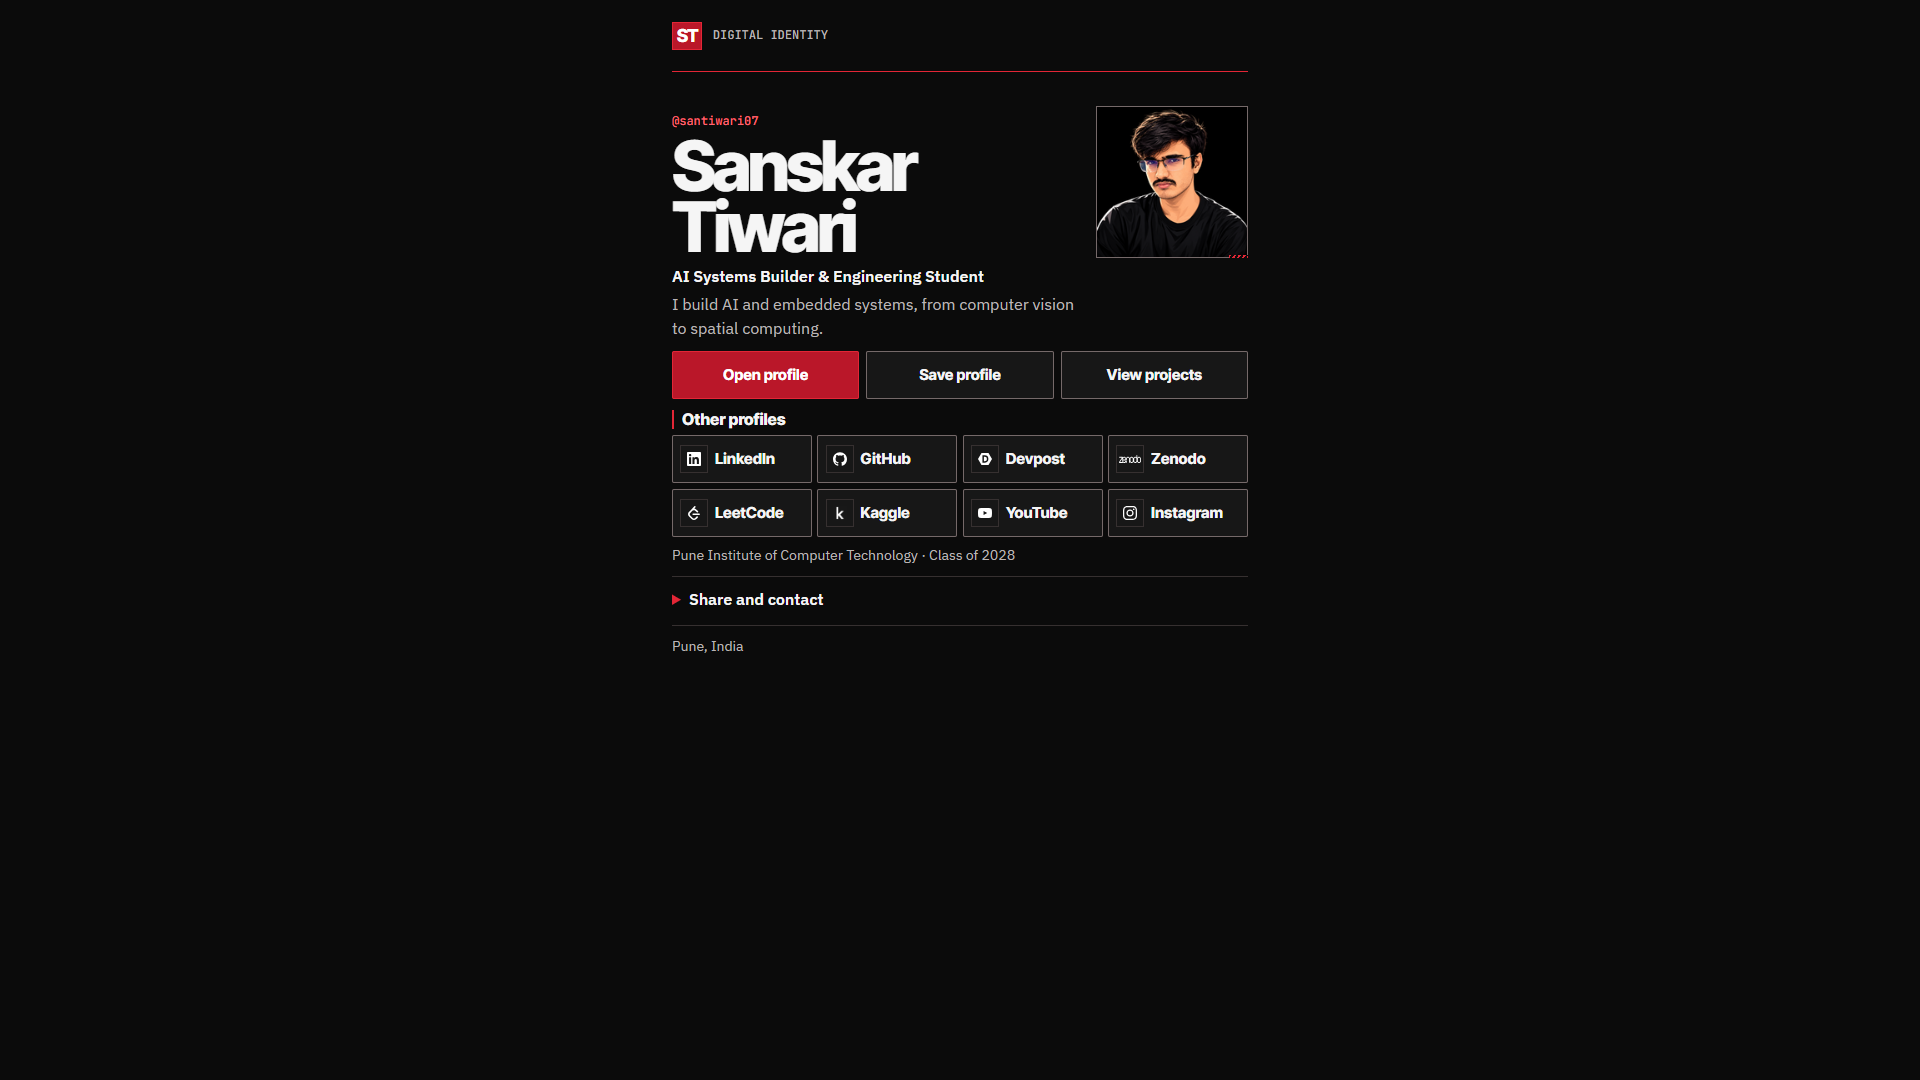 ST DIGITAL IDENTITY
@santiwari07
Sanskar
Tiwari
AI Systems Builder & Engineering Student
I build AI and embedded systems, from computer vision
to spatial computing.
Open profile Save profile View projects
Other profiles
LinkedIn GitHub Devpost zenodo Zenodo
LeetCode k Kaggle YouTube Instagram
Pune Institute of Computer Technology · Class of 2028
Share and contact
Pune, India